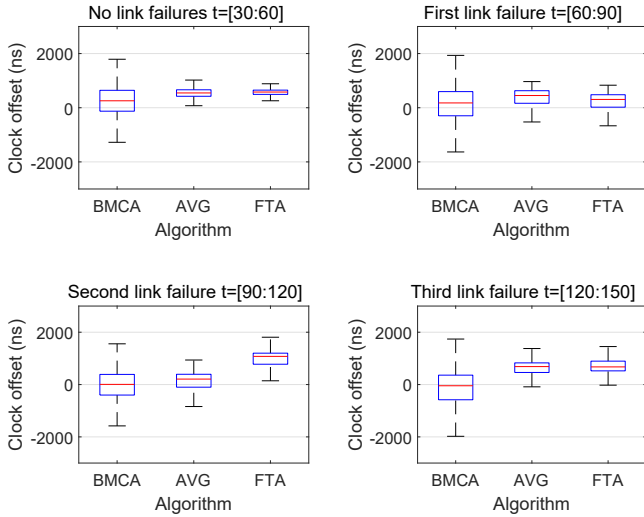 No link failures t=[30:60]
Clock offset (ns)
2000
0
-2000
BMCA AVG FTA
Algorithm
First link failure t=[60:90]
Clock offset (ns)
2000
0
-2000
BMCA AVG FTA
Algorithm
Second link failure t=[90:120]
Clock offset (ns)
2000
0
-2000
BMCA AVG FTA
Algorithm
Third link failure t=[120:150]
Clock offset (ns)
2000
0
-2000
BMCA AVG FTA
Algorithm